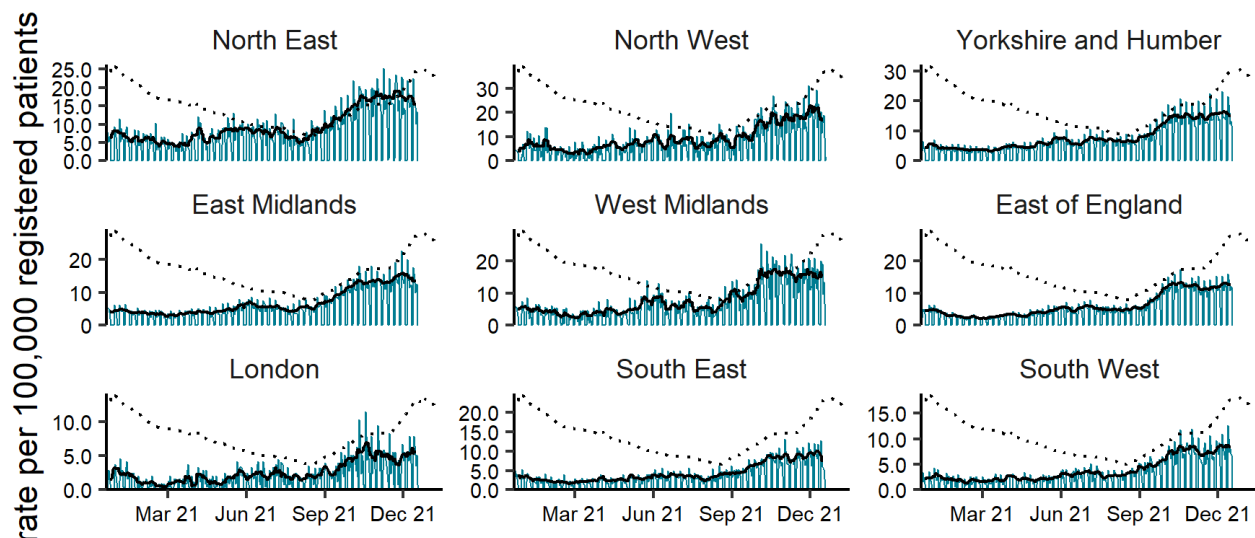 rate per 100,000 registered patients
North East
25.0
20.0
15.0
10.0
5.0
0.0
North West
30
20
10
0
Yorkshire and Humber
30
20
10
0
East Midlands
20
10
0
West Midlands
20
10
0
East of England
20
10
0
London
10.0
5.0
0.0
Mar 21 Jun 21 Sep 21 Dec 21
South East
20.0
15.0
10.0
5.0
0.0
Mar 21 Jun 21 Sep 21 Dec 21
South West
15.0
10.0
5.0
0.0
Mar 21 Jun 21 Sep 21 Dec 21